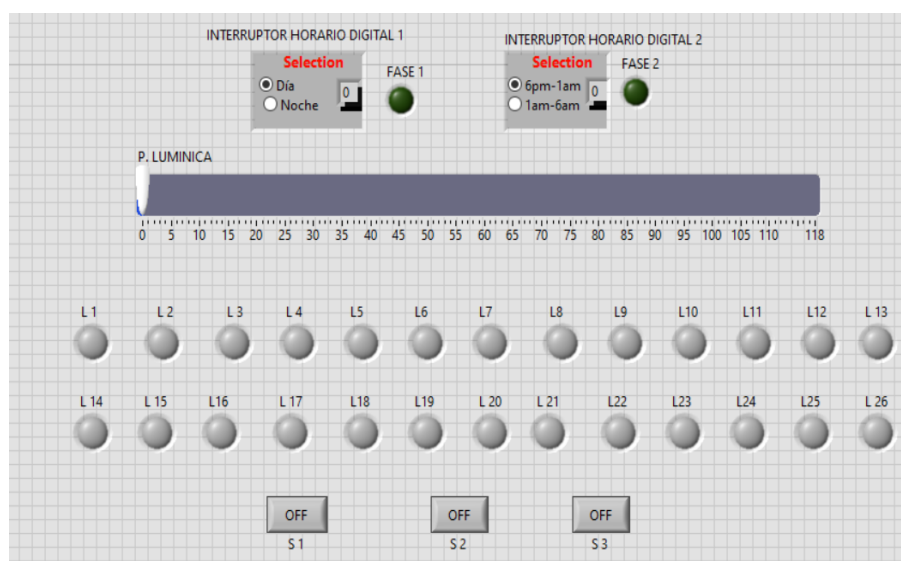 INTERRUPTOR HORARIO DIGITAL 1
Selection
Día
Noche
0
FASE 1
INTERRUPTOR HORARIO DIGITAL 2
Selection
6pm-1am
1am-6am
0
FASE 2
P. LUMINICA
0 5 10 15 20 25 30 35 40 45 50 55 60 65 70 75 80 85 90 95 100 105 110 118
L 1 L 2 L 3 L 4 L5 L6 L7 L8 L9 L10 L11 L12 L 13
L 14 L 15 L16 L 17 L18 L19 L 20 L 21 L22 L23 L24 L25 L 26
OFF OFF OFF
S 1 S 2 S 3